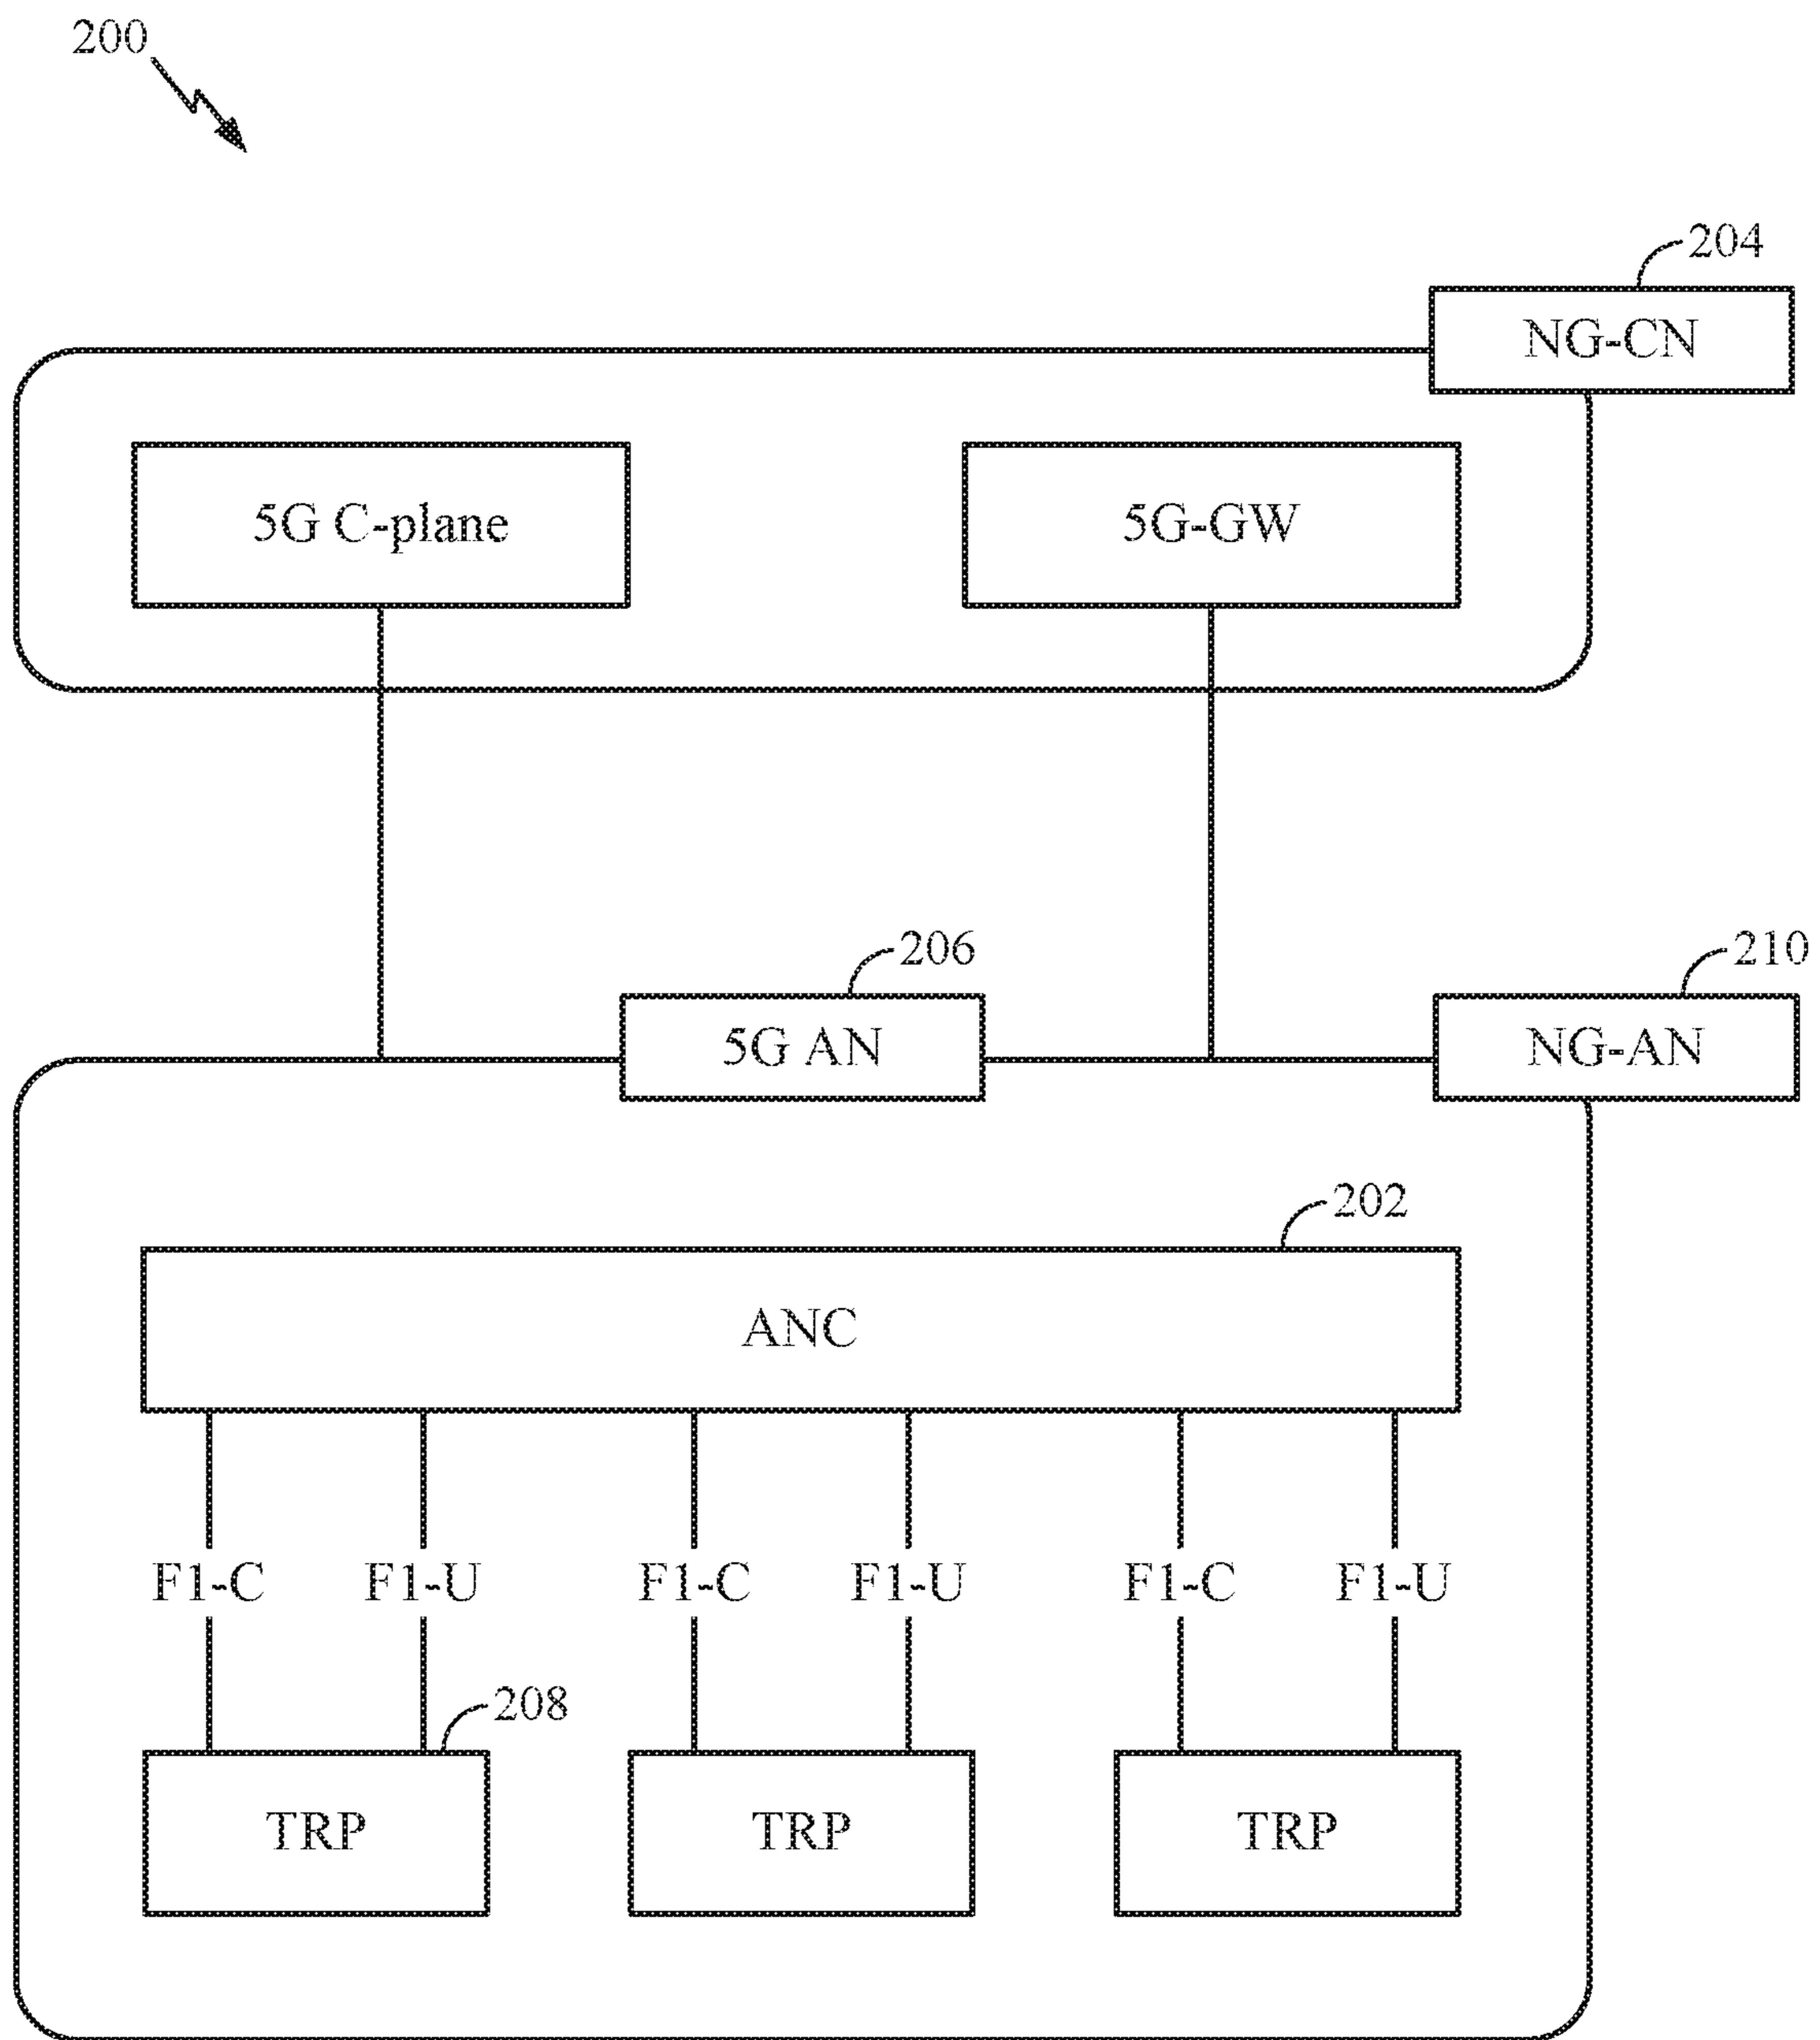 200
204
NG-CN
5G C-plane
5G-GW
206
210
5G AN
NG-AN
202
ANC
F1-C F1-U F1-C F1-U F1-C F1-U
208
TRP TRP TRP